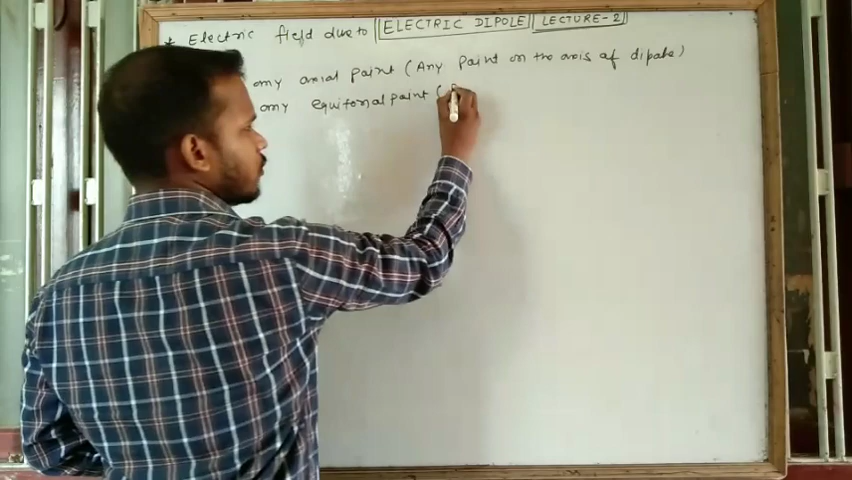 * Electric field due to ELECTRIC DIPOLE LECTURE-2
any axial point (Any point on the axis of dipole)
any equitorial point (